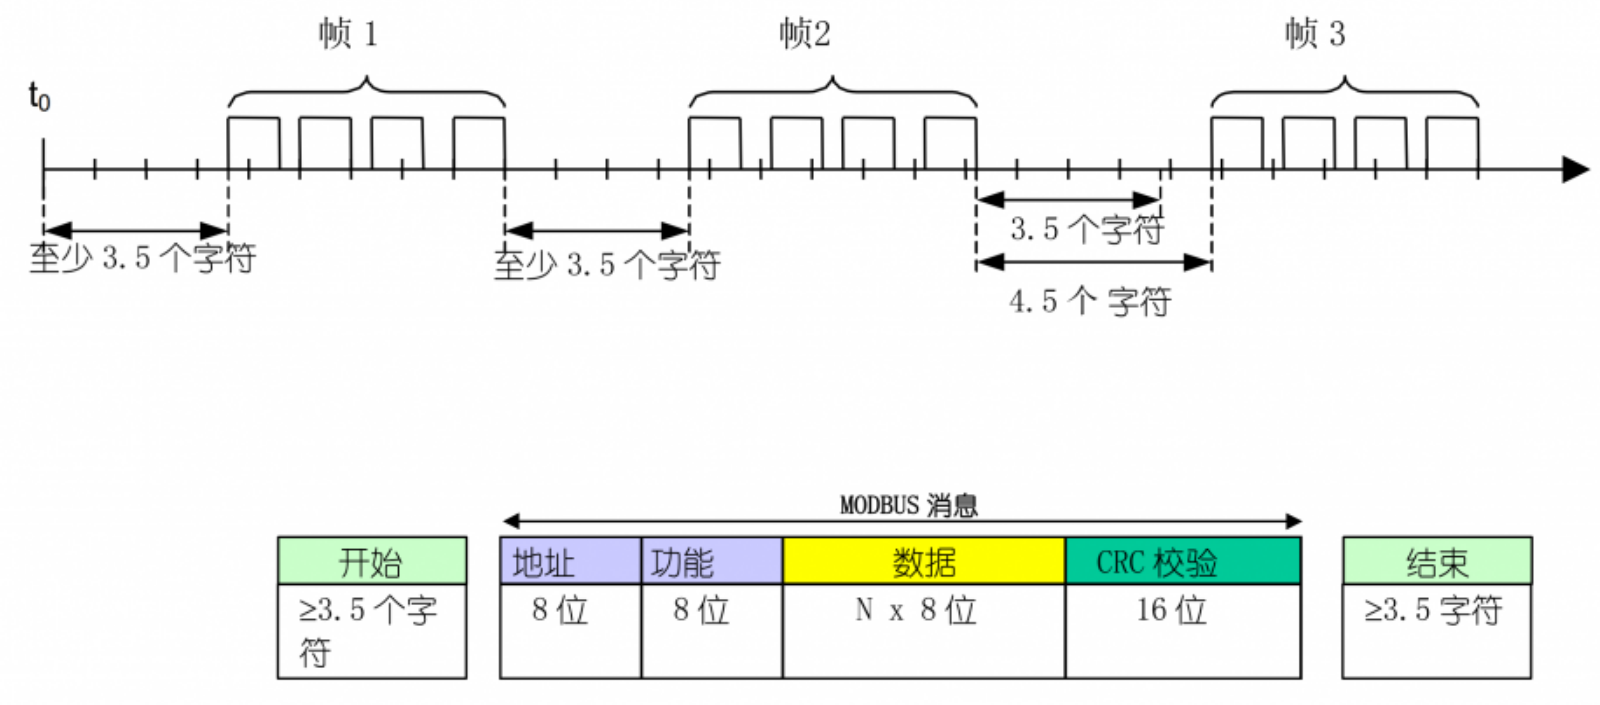 帧 1
帧2
帧 3
t0
3.5 个字符
至少 3.5 个字符
至少 3.5 个字符
4.5 个 字符
MODBUS 消息
开始 地址 功能 数据 CRC 校验 结束
≥3.5 个字 8 位 8 位 N x 8 位 16 位 ≥3.5 字符
符